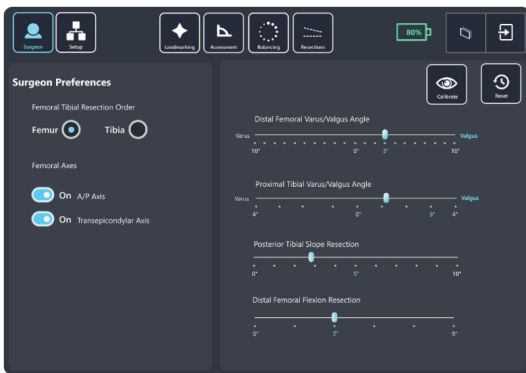 Surgeon
Setup
Landmarking
Assessment
Balancing
Resections
80%
Surgeon Preferences
Femoral Tibial Resection Order
Femur
Tibia
Femoral Axes
On A/P Axis
On Transepicondylar Axis
Calibrate
Reset
Distal Femoral Varus/Valgus Angle
Varus
Valgus
10° 0° 3° 10°
Proximal Tibial Varus/Valgus Angle
Varus
Valgus
4° 0° 3° 4°
Posterior Tibial Slope Resection
0° 5° 10°
Distal Femoral Flexion Resection
0° 2° 5°